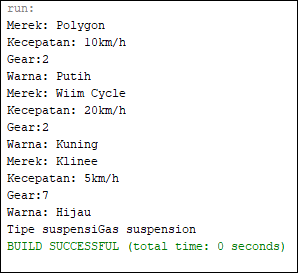 run:
Merek: Polygon
Kecepatan: 10km/h
Gear:2
Warna: Putih
Merek: Wiim Cycle
Kecepatan: 20km/h
Gear:2
Warna: Kuning
Merek: Klinee
Kecepatan: 5km/h
Gear:7
Warna: Hijau
Tipe suspensiGas suspension
BUILD SUCCESSFUL (total time: 0 seconds)